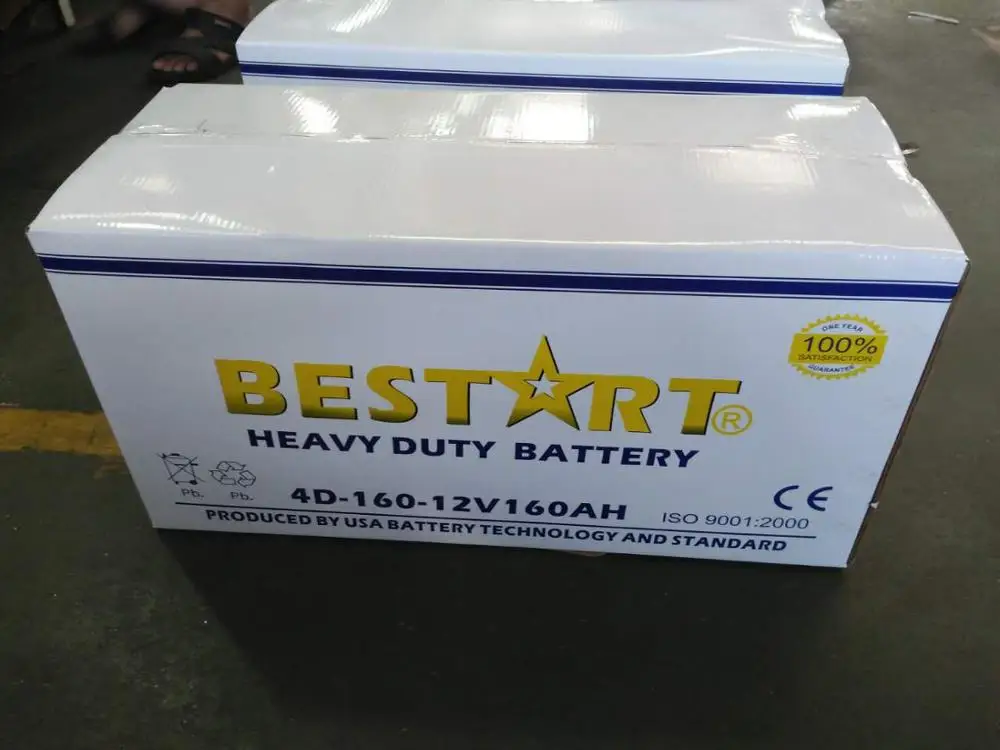 ONE YEAR
100%
SATISFACTION
GUARANTEE
BESTART®
HEAVY DUTY BATTERY
Pb.
Pb.
4D-160-12V160AH
CE
ISO 9001:2000
PRODUCED BY USA BATTERY TECHNOLOGY AND STANDARD